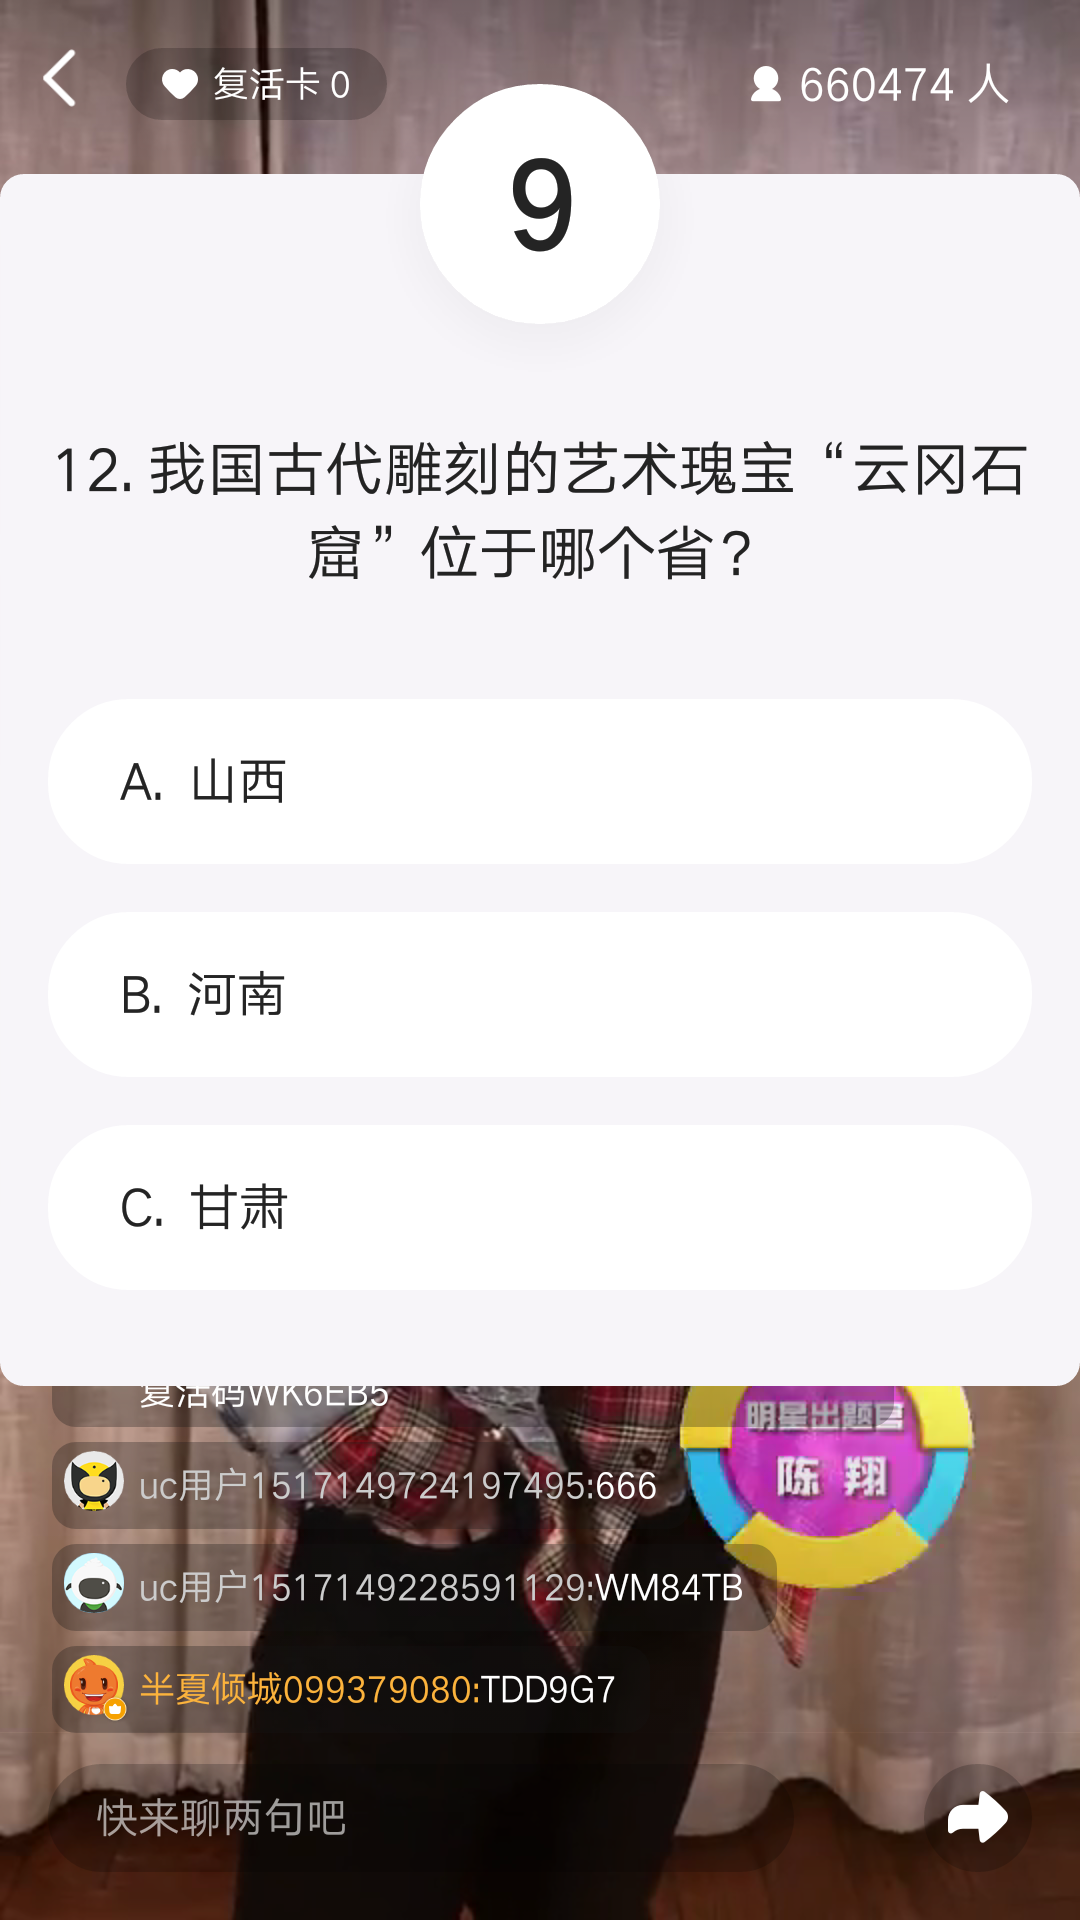 复活卡 0
660474 人
9
12. 我国古代雕刻的艺术瑰宝“云冈石
窟”位于哪个省?
A. 山西
B. 河南
C. 甘肃
复活码WK6EB5
明星出题官
陈 翔
uc用户1517149724197495:666
uc用户1517149228591129:WM84TB
半夏倾城099379080:TDD9G7
快来聊两句吧